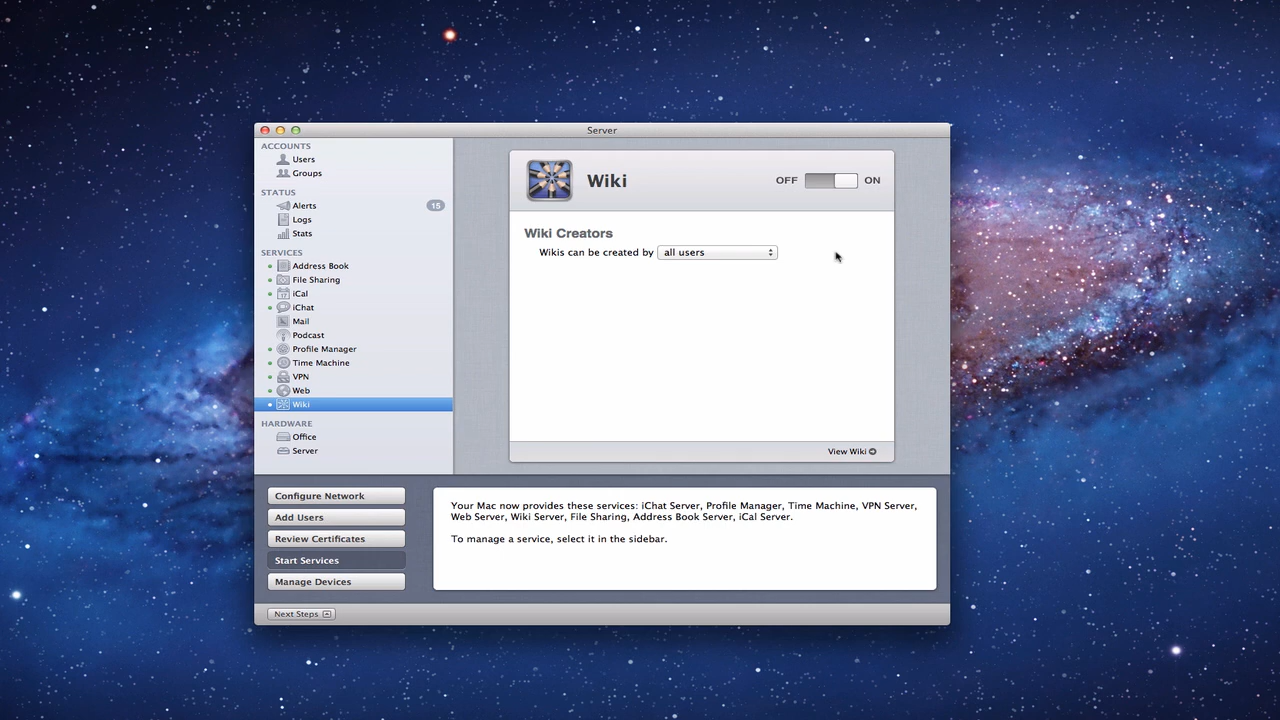 Server
ACCOUNTS
Users
Groups
STATUS
Alerts 15
Logs
Stats
SERVICES
Address Book
File Sharing
17 iCal
iChat
Mail
Podcast
Profile Manager
Time Machine
VPN
Web
Wiki
HARDWARE
Office
Server
Wiki OFF ON
Wiki Creators
Wikis can be created by all users
View Wiki
Configure Network
Add Users
Review Certificates
Start Services
Manage Devices
Your Mac now provides these services: iChat Server, Profile Manager, Time Machine, VPN Server,
Web Server, Wiki Server, File Sharing, Address Book Server, iCal Server.
To manage a service, select it in the sidebar.
Next Steps